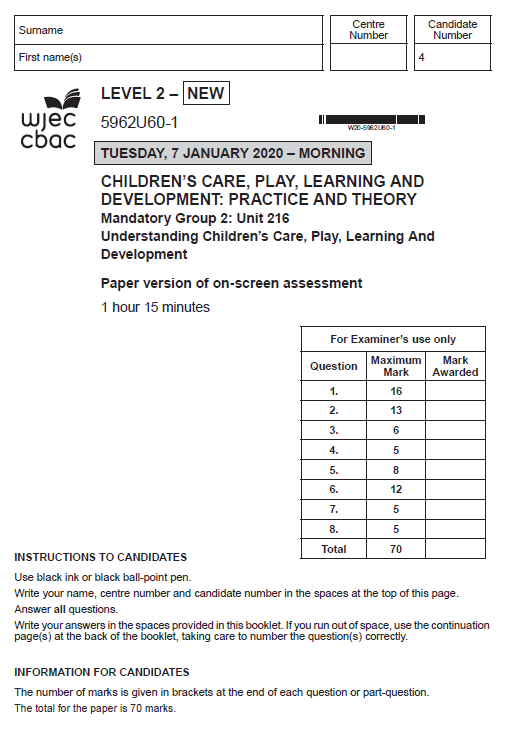 Surname
Centre
Number
Candidate
Number
First name(s)
4
wjec
cbac
LEVEL 2 – NEW
5962U60-1
W20-5962U60-1
TUESDAY, 7 JANUARY 2020 – MORNING
CHILDREN'S CARE, PLAY, LEARNING AND
DEVELOPMENT: PRACTICE AND THEORY
Mandatory Group 2: Unit 216
Understanding Children's Care, Play, Learning And
Development
Paper version of on-screen assessment
1 hour 15 minutes
For Examiner's use only
Question Maximum Mark Mark Awarded
1. 16
2. 13
3. 6
4. 5
5. 8
6. 12
7. 5
8. 5
Total 70
INSTRUCTIONS TO CANDIDATES
Use black ink or black ball-point pen.
Write your name, centre number and candidate number in the spaces at the top of this page.
Answer all questions.
Write your answers in the spaces provided in this booklet. If you run out of space, use the continuation
page(s) at the back of the booklet, taking care to number the question(s) correctly.
INFORMATION FOR CANDIDATES
The number of marks is given in brackets at the end of each question or part-question.
The total for the paper is 70 marks.